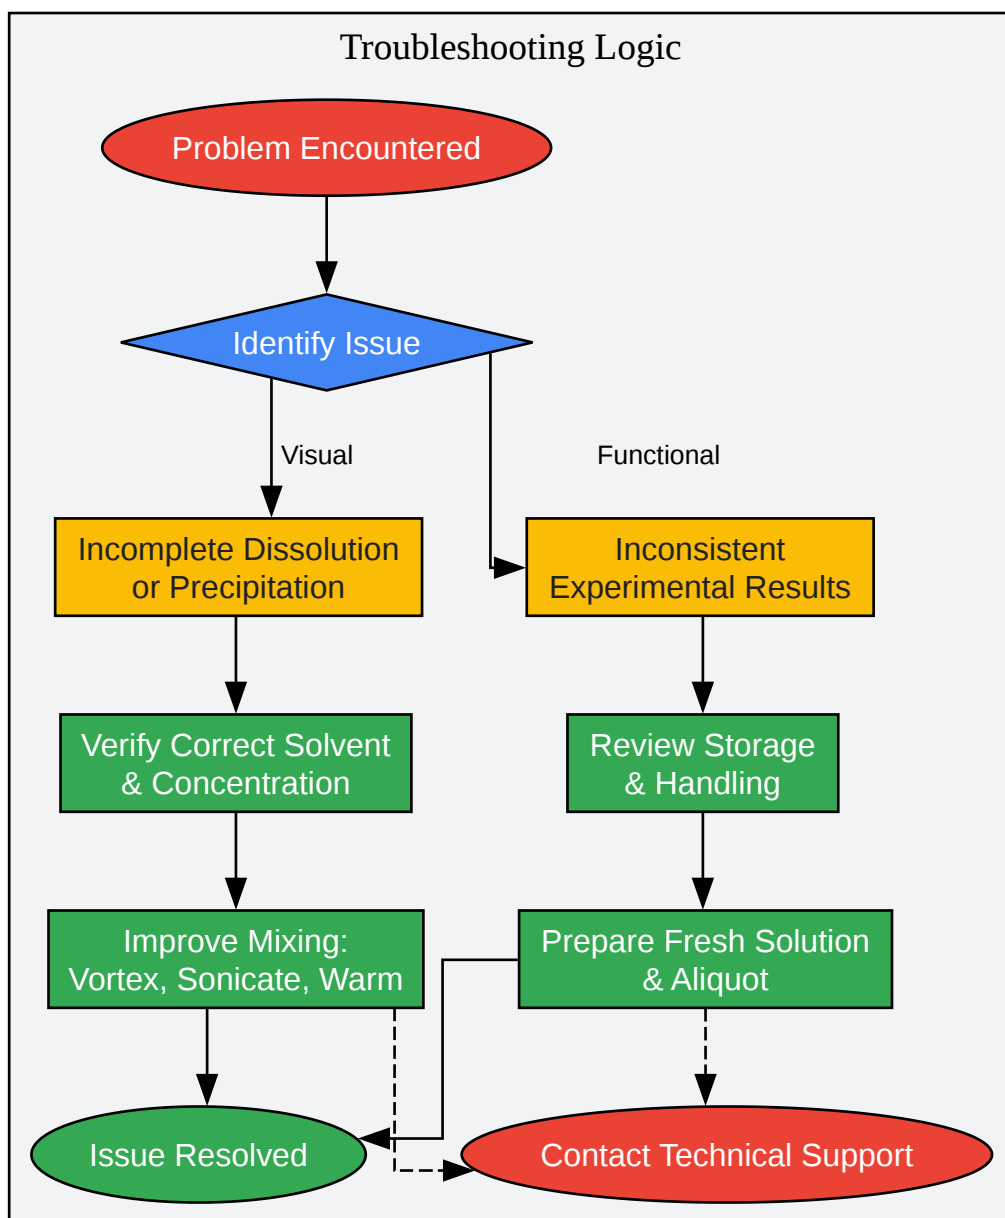 Troubleshooting Logic
Problem Encountered
Identify Issue
Visual
Functional
Incomplete Dissolution
or Precipitation
Inconsistent
Experimental Results
Verify Correct Solvent
& Concentration
Review Storage
& Handling
Improve Mixing:
Vortex, Sonicate, Warm
Prepare Fresh Solution
& Aliquot
Issue Resolved
Contact Technical Support